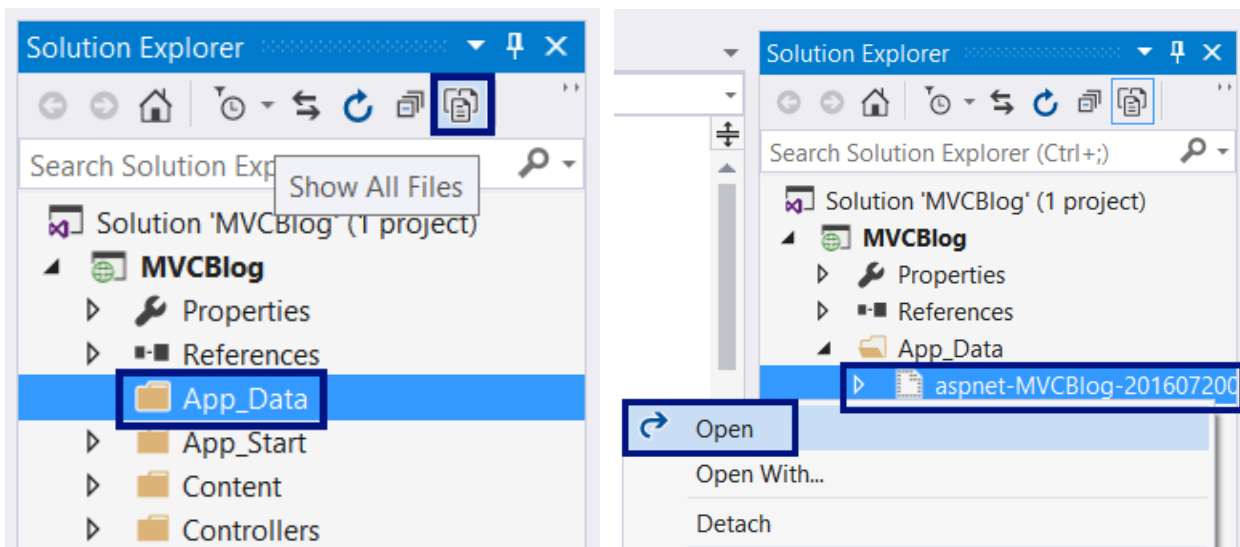 Solution Explorer
Search Solution Exp
Show All Files
Solution 'MVCBlog' (1 project)
MVCBlog
Properties
References
App_Data
App_Start
Content
Controllers
Solution Explorer
Search Solution Explorer (Ctrl+;)
Solution 'MVCBlog' (1 project)
MVCBlog
Properties
References
App_Data
aspnet-MVCBlog-201607200
Open
Open With...
Detach